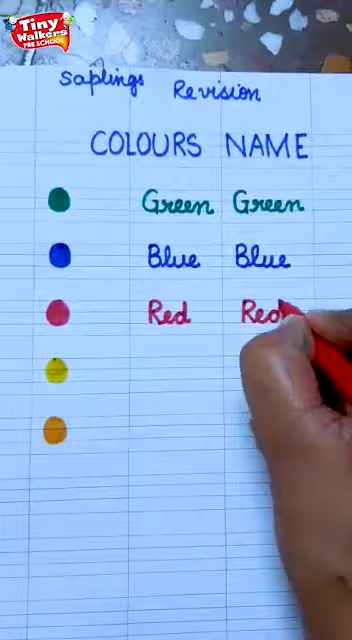 Tiny
Walkers
PRE SCHOOL
Saplings Revision
COLOURS NAME
Green Green
Blue Blue
Red Red